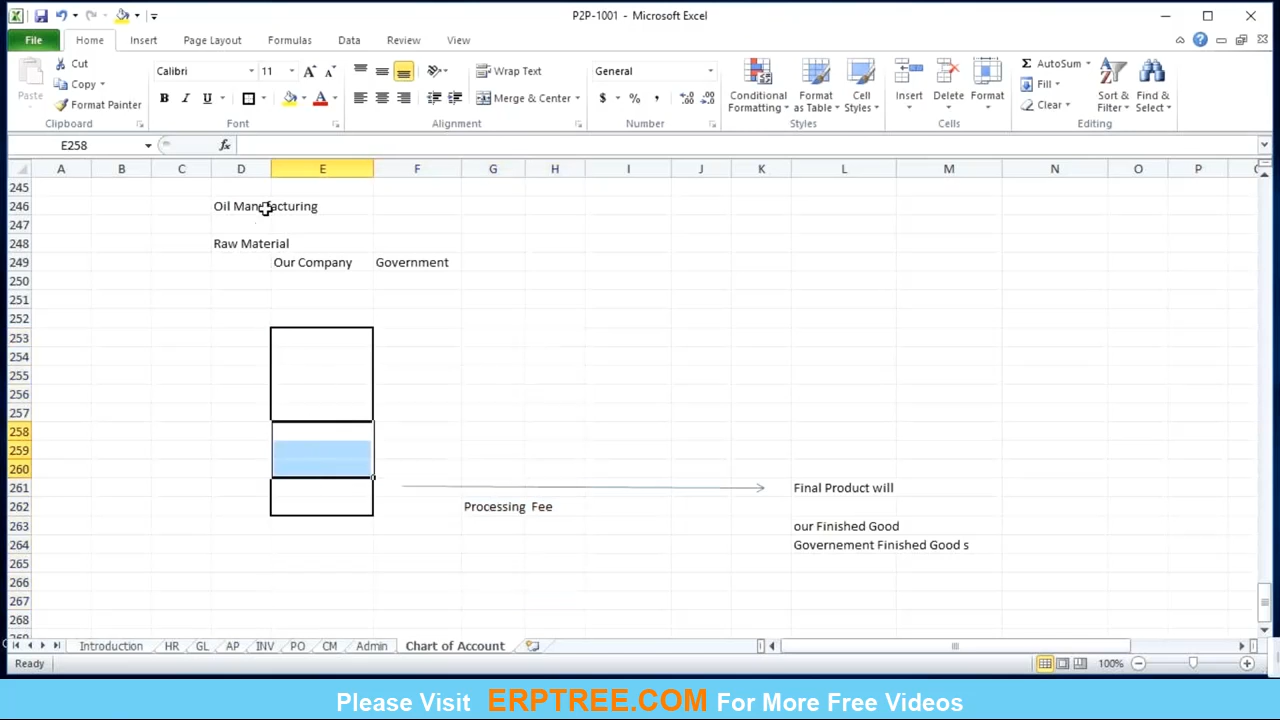 P2P-1001 - Microsoft Excel
File Home Insert Page Layout Formulas Data Review View
Paste
Cut
Copy
Format Painter
Clipboard
Calibri 11
B I U A
Font
Wrap Text
Merge & Center
Alignment
General
$ % ,
Number
Conditional Formatting
Format as Table
Cell Styles
Styles
Insert
Delete
Format
Cells
Σ AutoSum
Fill
Clear
Sort & Filter
Find & Select
Editing
E258 fx
A B C D E F G H I J K L M N O P
245
246 Oil Manufacturing
247
248 Raw Material
249 Our Company Government
250
251
252
253
254
255
256
257
258
259
260
261 Final Product will
262 Processing Fee
263 our Finished Good
264 Governement Finished Good s
265
266
267
268
Introduction HR GL AP INV PO CM Admin Chart of Account
Ready 100%
Please Visit ERPTREE.COM For More Free Videos